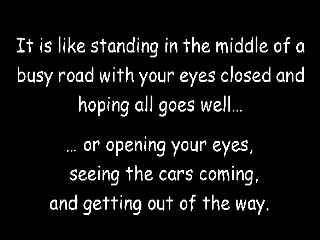 It is like standing in the middle of a
busy road with your eyes closed and
hoping all goes well...
... or opening your eyes,
seeing the cars coming,
and getting out of the way.